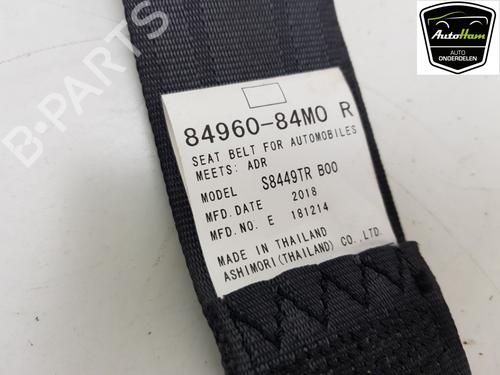 AutoHam
AUTO
ONDERDELEN
B-PARTS
84960-84M0 R
SEAT BELT FOR AUTOMOBILES
MEETS: ADR
MODEL S8449TR B00
MFD.DATE 2018
MFD.NO. E 181214
MADE IN THAILAND
ASHIMORI(THAILAND) CO.,LTD.